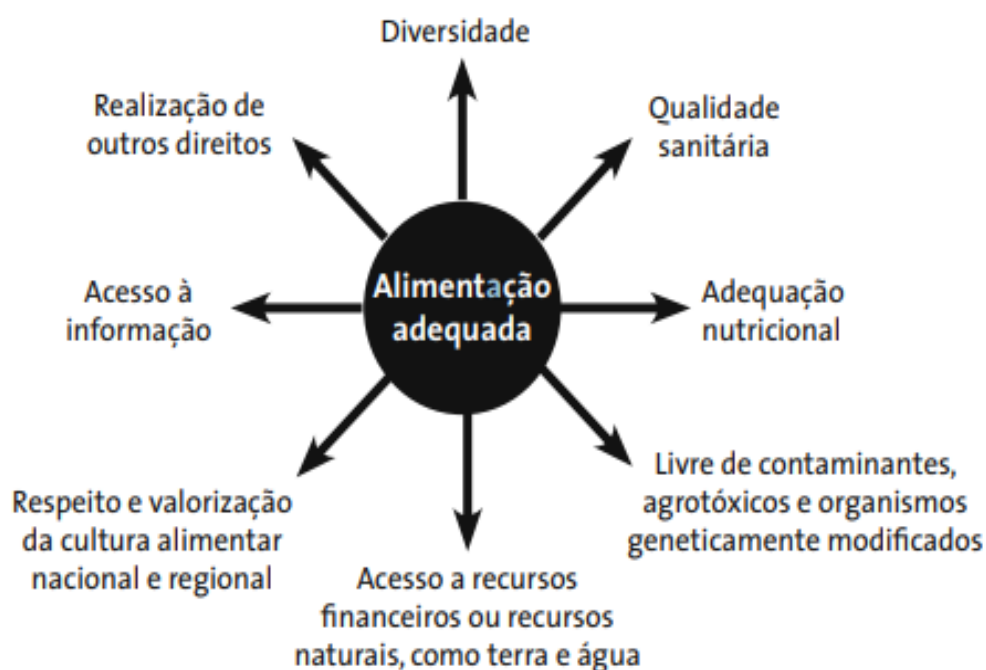 Diversidade
Realização de
outros direitos
Qualidade
sanitária
Acesso à
informação
Alimentação
adequada
Adequação
nutricional
Respeito e valorização
da cultura alimentar
nacional e regional
Livre de contaminantes,
agrotóxicos e organismos
geneticamente modificados
Acesso a recursos
financeiros ou recursos
naturais, como terra e água